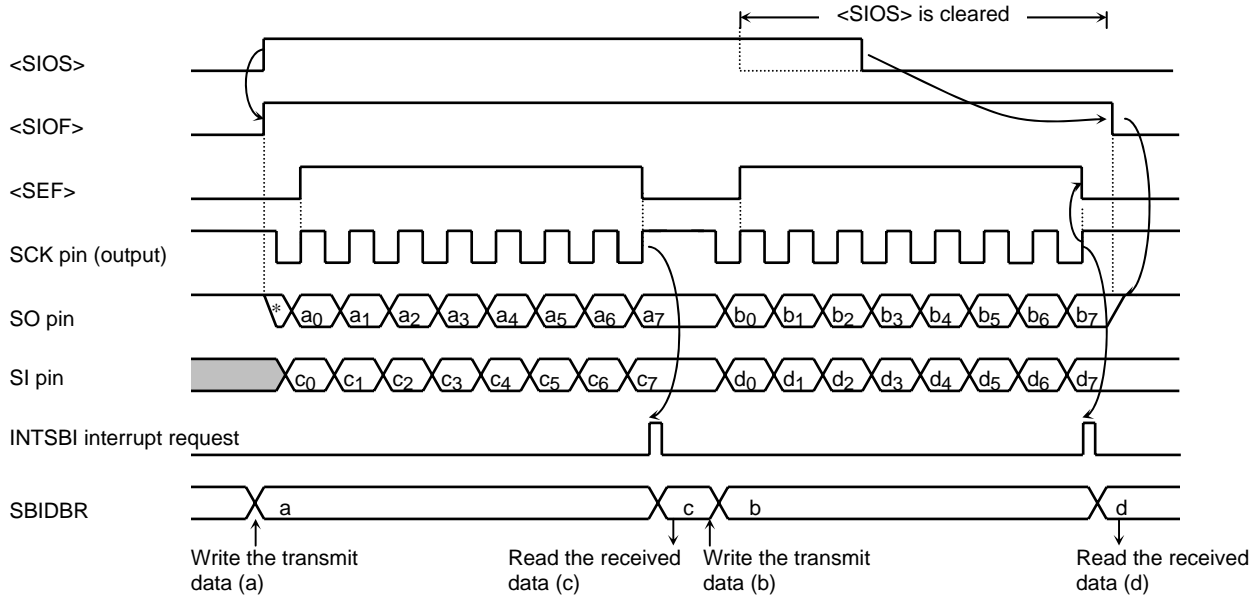 <SIOS> is cleared
<SIOS>
<SIOF>
<SEF>
SCK pin (output)
SO pin
* a0 a1 a2 a3 a4 a5 a6 a7 b0 b1 b2 b3 b4 b5 b6 b7
SI pin
c0 c1 c2 c3 c4 c5 c6 c7 d0 d1 d2 d3 d4 d5 d6 d7
INTSBI interrupt request
SBIDBR
a c b d
Write the transmit
data (a)
Read the received
data (c)
Write the transmit
data (b)
Read the received
data (d)